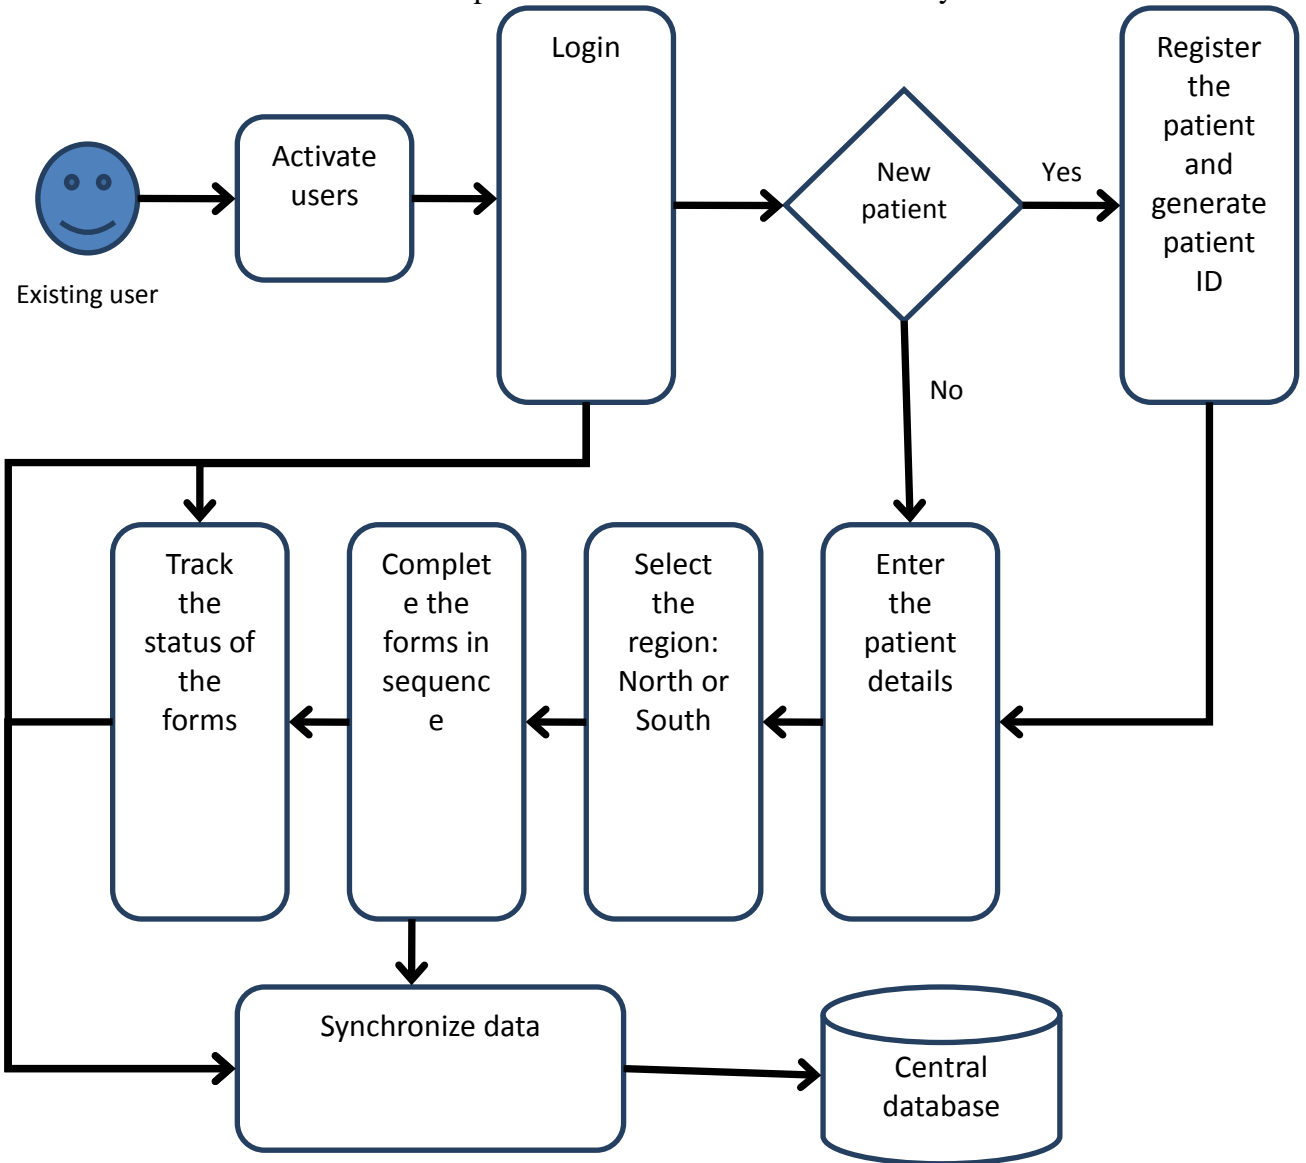 Login
Register
the
patient
and
generate
patient
ID
Activate
users
New
patient
Yes
Existing user
No
Track
the
status of
the
forms
Complet
e the
forms in
sequenc
e
Select
the
region:
North or
South
Enter
the
patient
details
Synchronize data
Central
database